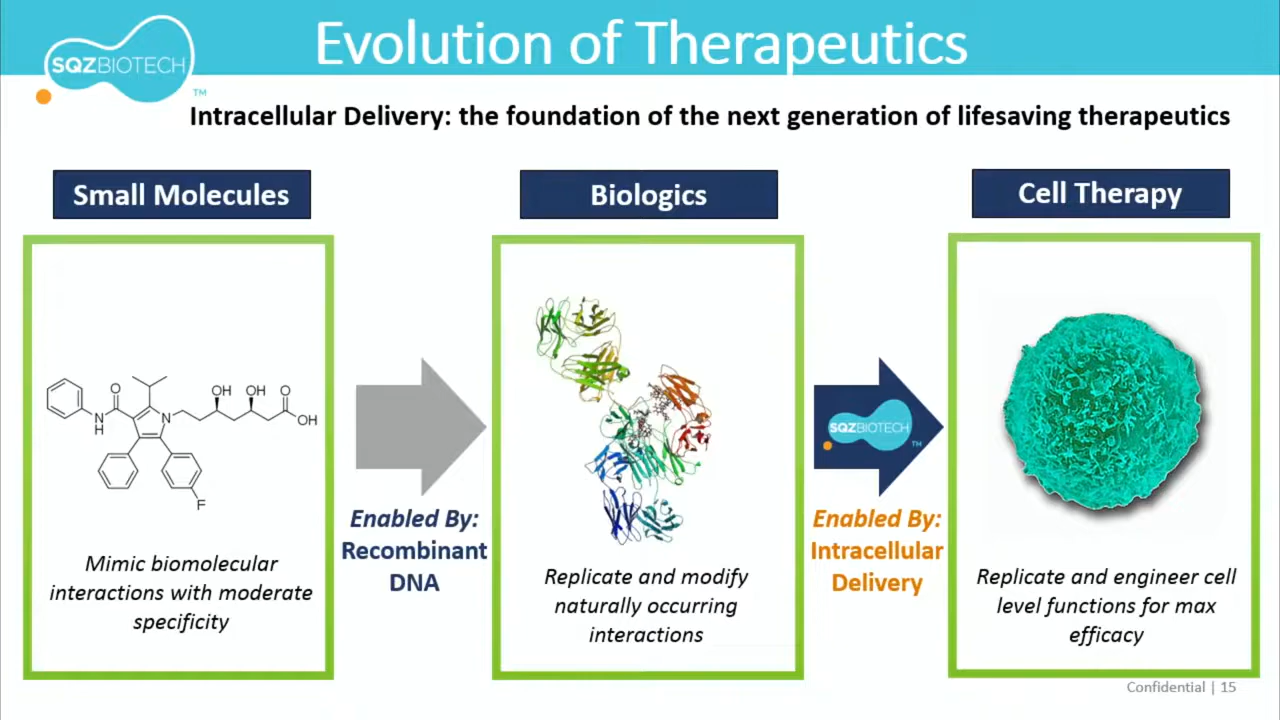 Evolution of Therapeutics
SQZBIOTECH
TM
Intracellular Delivery: the foundation of the next generation of lifesaving therapeutics
Small Molecules
Biologics
Cell Therapy
O
OH
OH
O
OH
N
H
N
F
Mimic biomolecular
interactions with moderate
specificity
Enabled By:
Recombinant
DNA
Replicate and modify
naturally occurring
interactions
SQZBIOTECH
TM
Enabled By:
Intracellular
Delivery
Replicate and engineer cell
level functions for max
efficacy
Confidential | 15